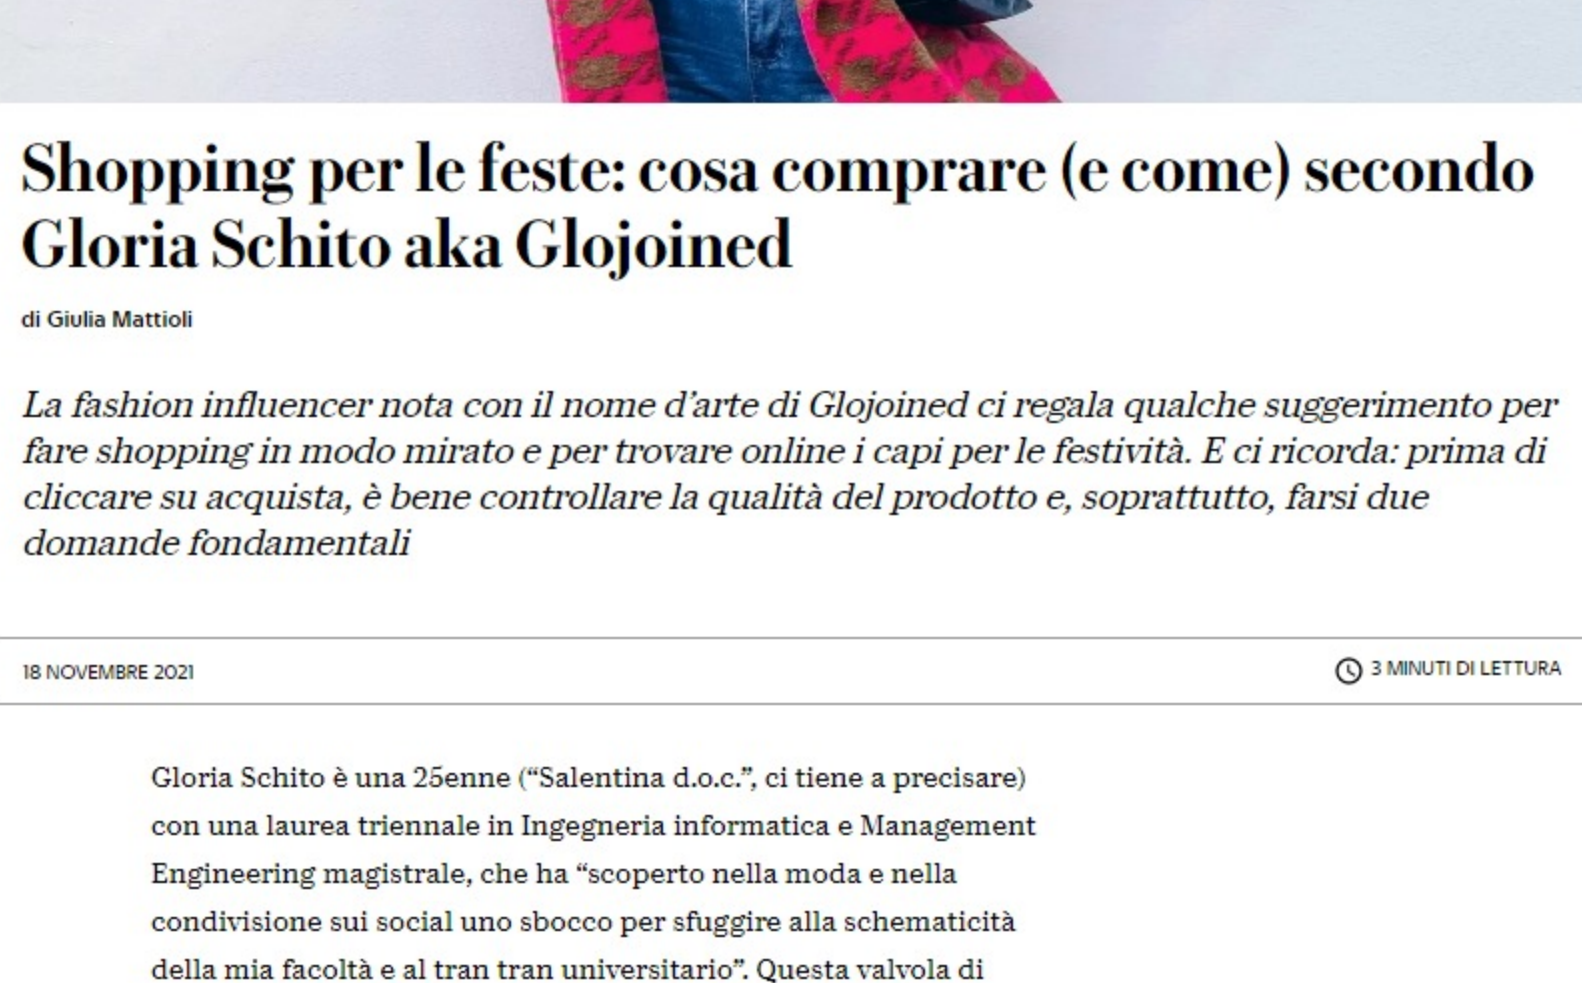 Shopping per le feste: cosa comprare (e come) secondo
Gloria Schito aka Glojoined
di Giulia Mattioli
La fashion influencer nota con il nome d’arte di Glojoined ci regala qualche suggerimento per
fare shopping in modo mirato e per trovare online i capi per le festività. E ci ricorda: prima di
cliccare su acquista, è bene controllare la qualità del prodotto e, soprattutto, farsi due
domande fondamentali
18 NOVEMBRE 2021
3 MINUTI DI LETTURA
Gloria Schito è una 25enne (“Salentina d.o.c.”, ci tiene a precisare)
con una laurea triennale in Ingegneria informatica e Management
Engineering magistrale, che ha “scoperto nella moda e nella
condivisione sui social uno sbocco per sfuggire alla schematicità
della mia facoltà e al tran tran universitario”. Questa valvola di